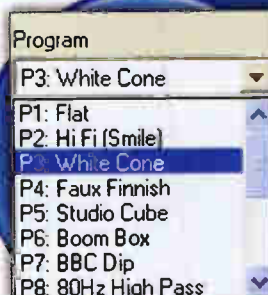 Program
P3: White Cone
P1: Flat
P2: Hi Fi (Smile)
P3: White Cone
P4: Faux Finnish
P5: Studio Cube
P6: Boom Box
P7: BBC Dip
P8: 80Hz High Pass